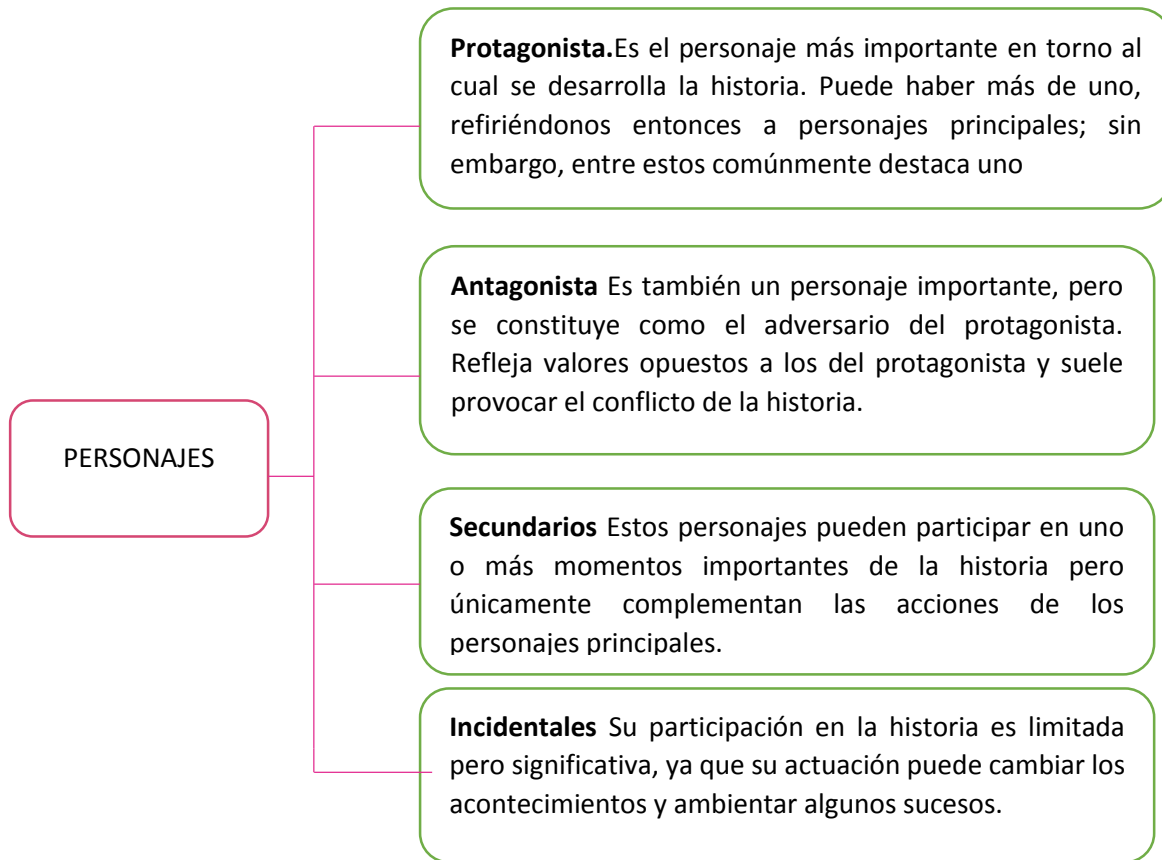 Protagonista.Es el personaje más importante en torno al
cual se desarrolla la historia. Puede haber más de uno,
refiriéndonos entonces a personajes principales; sin
embargo, entre estos comúnmente destaca uno
Antagonista Es también un personaje importante, pero
se constituye como el adversario del protagonista.
Refleja valores opuestos a los del protagonista y suele
provocar el conflicto de la historia.
PERSONAJES
Secundarios Estos personajes pueden participar en uno
o más momentos importantes de la historia pero
únicamente complementan las acciones de los
personajes principales.
Incidentales Su participación en la historia es limitada
pero significativa, ya que su actuación puede cambiar los
acontecimientos y ambientar algunos sucesos.